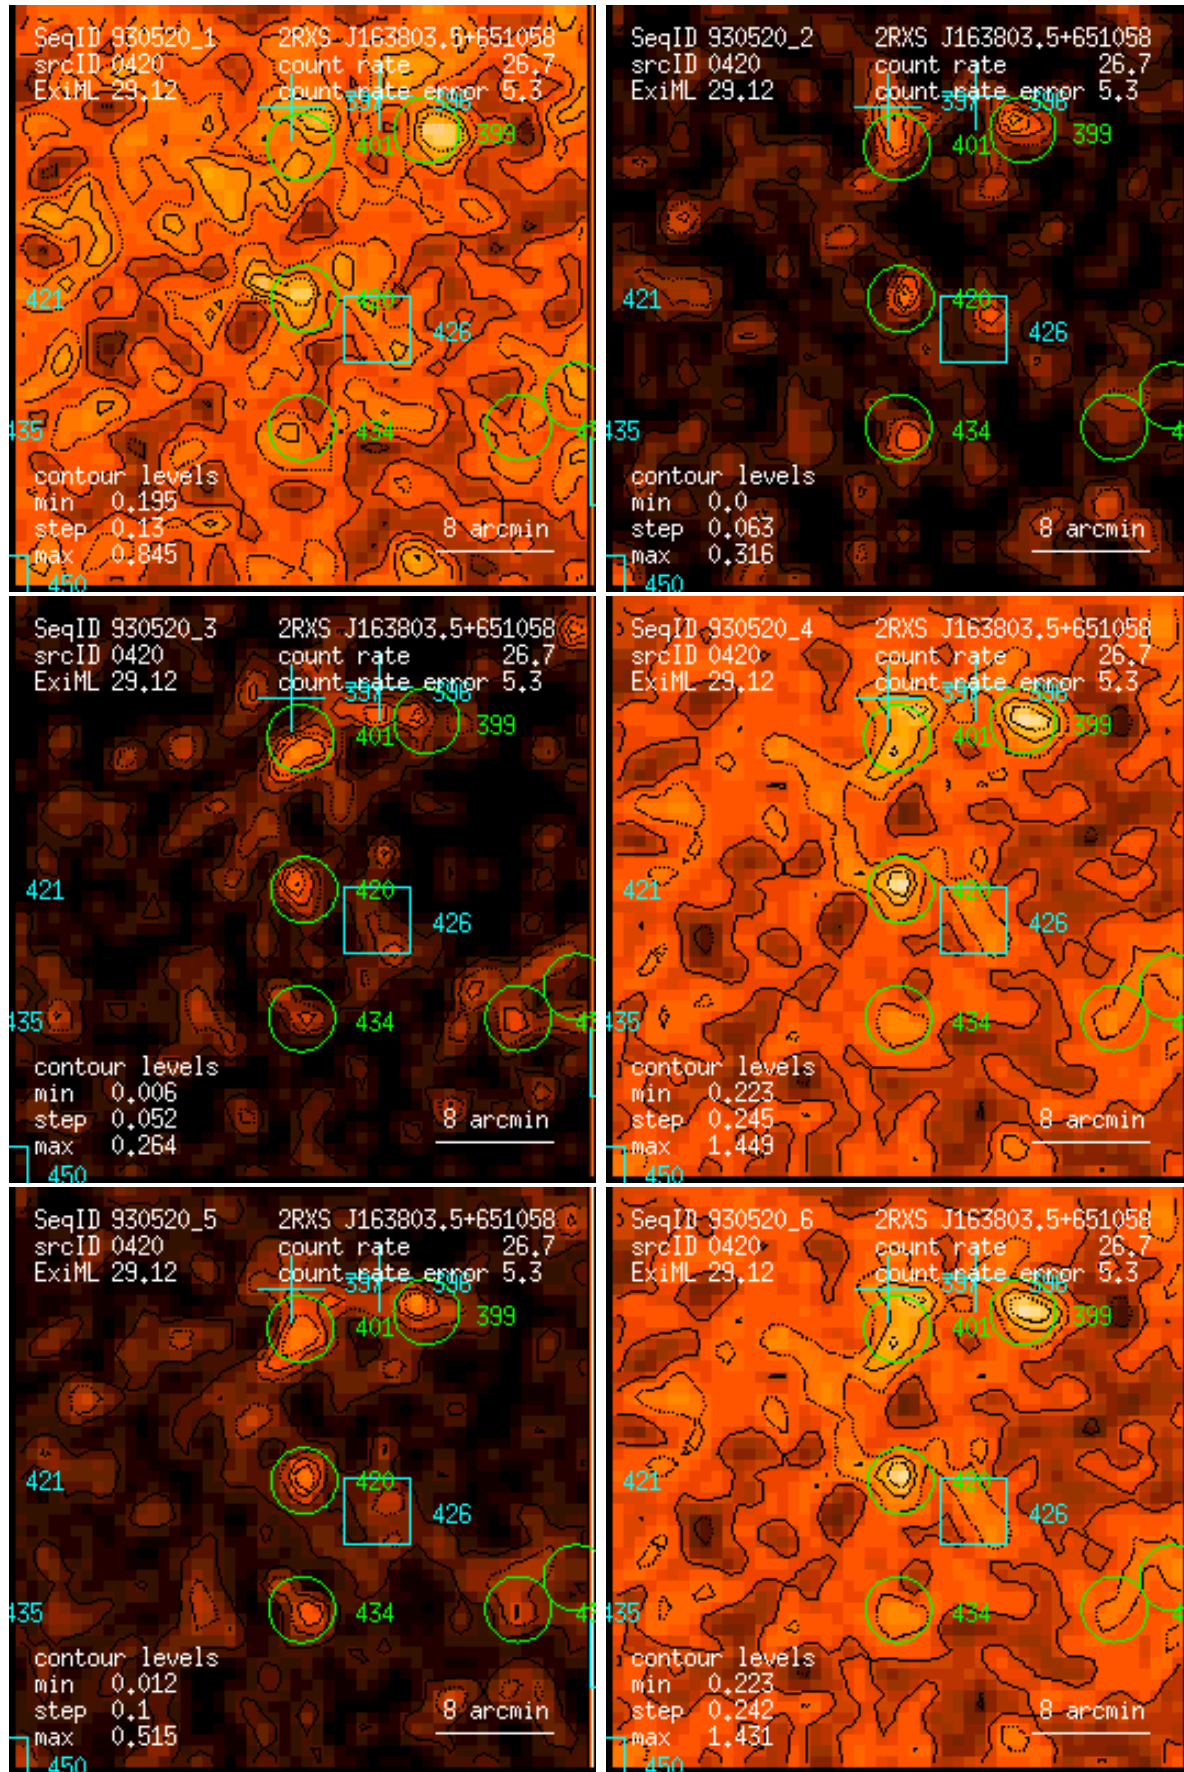 SeqID 930520_1 2RXS J163803.5+651058
srcID 0420 count rate 26.7
ExiML 29.12 count rate error 5.3
397 396
401 399
421 420
426
435 434
contour levels
min 0.195
step 0.13 8 arcmin
max 0.845
450
SeqID 930520_2 2RXS J163803.5+651058
srcID 0420 count rate 26.7
ExiML 29.12 count rate error 5.3
397 396
401 399
421 420
426
435 434
contour levels
min 0.0
step 0.063 8 arcmin
max 0.316
450
SeqID 930520_3 2RXS J163803.5+651058
srcID 0420 count rate 26.7
ExiML 29.12 count rate error 5.3
397 396
401 399
421 420
426
435 434
contour levels
min 0.006
step 0.052 8 arcmin
max 0.264
450
SeqID 930520_4 2RXS J163803.5+651058
srcID 0420 count rate 26.7
ExiML 29.12 count rate error 5.3
397 396
401 399
421 420
426
435 434
contour levels
min 0.223
step 0.245 8 arcmin
max 1.449
450
SeqID 930520_5 2RXS J163803.5+651058
srcID 0420 count rate 26.7
ExiML 29.12 count rate error 5.3
397 396
401 399
421 420
426
435 434
contour levels
min 0.012
step 0.1 8 arcmin
max 0.515
450
SeqID 930520_6 2RXS J163803.5+651058
srcID 0420 count rate 26.7
ExiML 29.12 count rate error 5.3
397 396
401 399
421 420
426
435 434
contour levels
min 0.223
step 0.242 8 arcmin
max 1.431
450